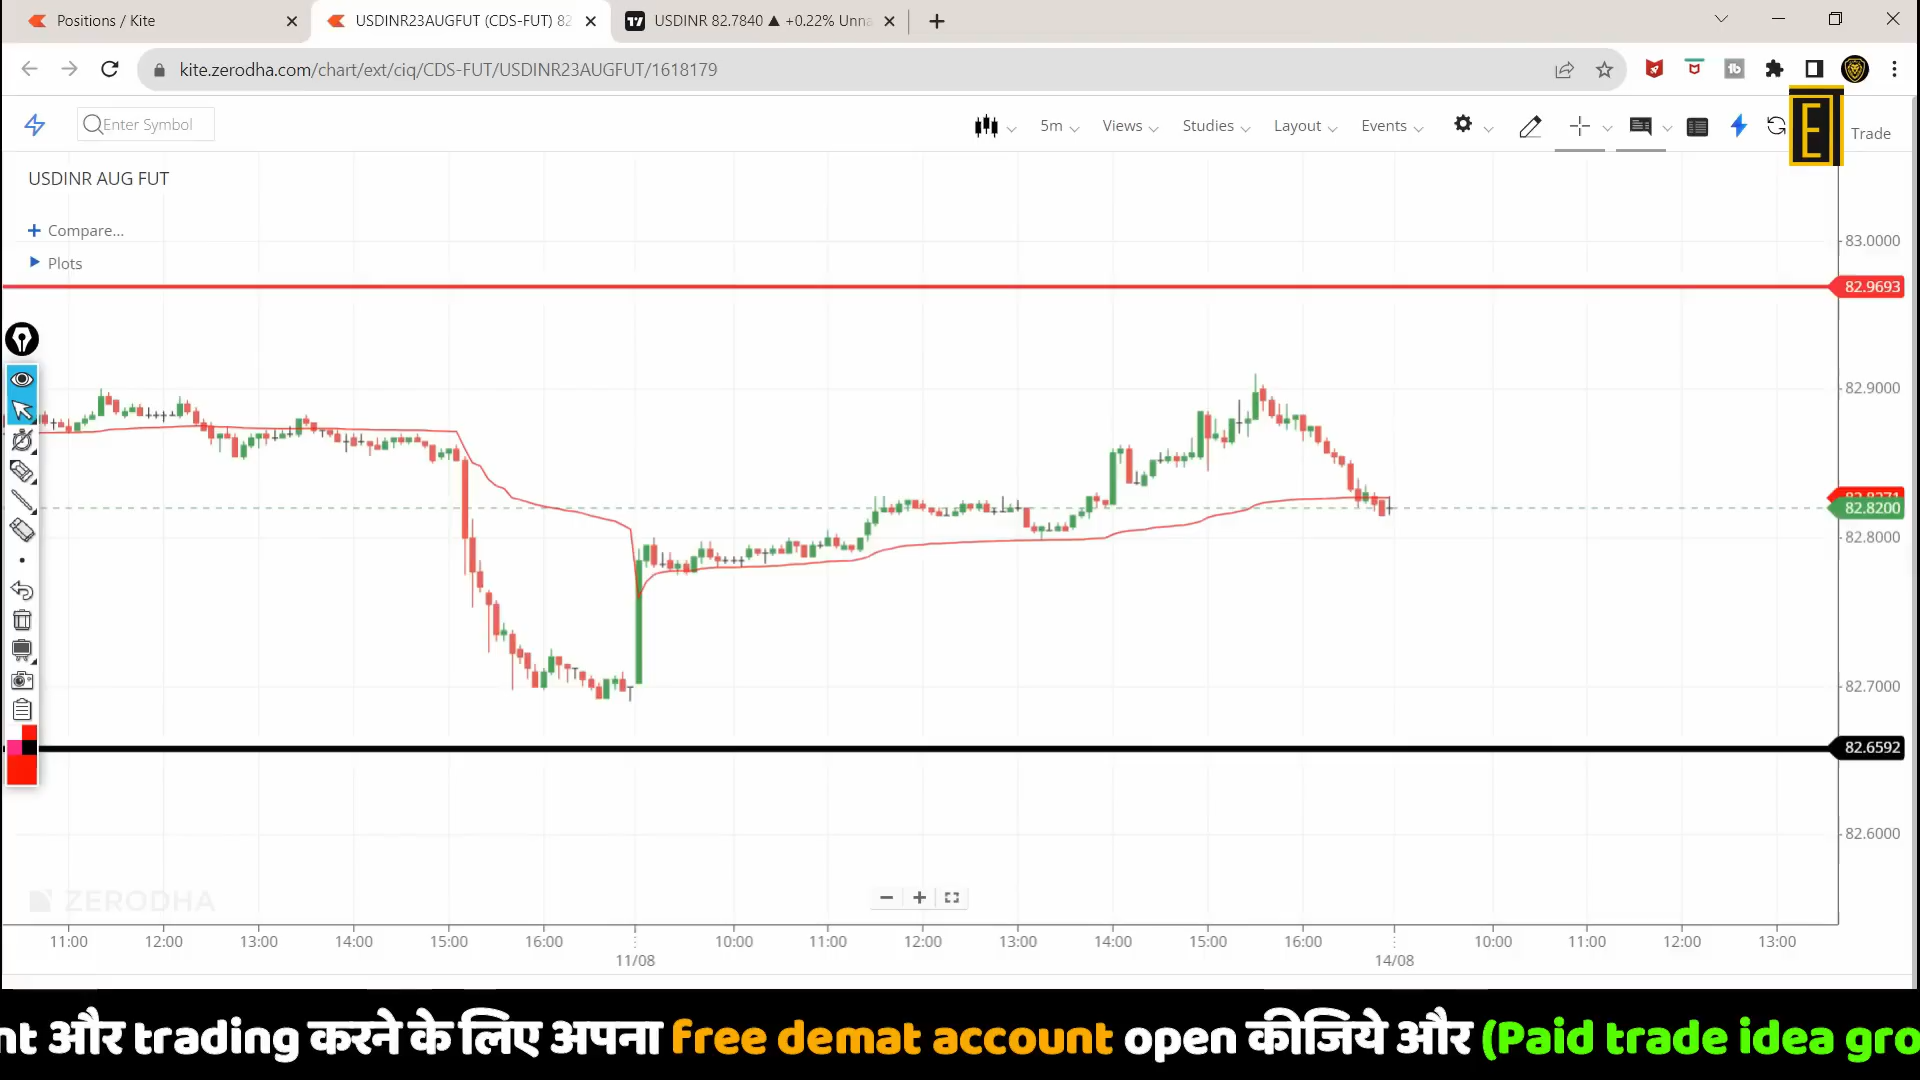 Positions / Kite
USDINR23AUGFUT (CDS-FUT) 82
USDINR 82.7840 ▲ +0.22% Unna
kite.zerodha.com/chart/ext/ciq/CDS-FUT/USDINR23AUGFUT/1618179
Enter Symbol
5m
Views
Studies
Layout
Events
E
Trade
USDINR AUG FUT
+ Compare...
Plots
83.0000
82.9693
82.9000
82.8200
82.8000
82.7000
82.6592
82.6000
ZERODHA
11:00 12:00 13:00 14:00 15:00 16:00 10:00 11:00 12:00 13:00 14:00 15:00 16:00 10:00 11:00 12:00 13:00
11/08 14/08
nt और trading करने के लिए अपना free demat account open कीजिये और (Paid trade idea gro